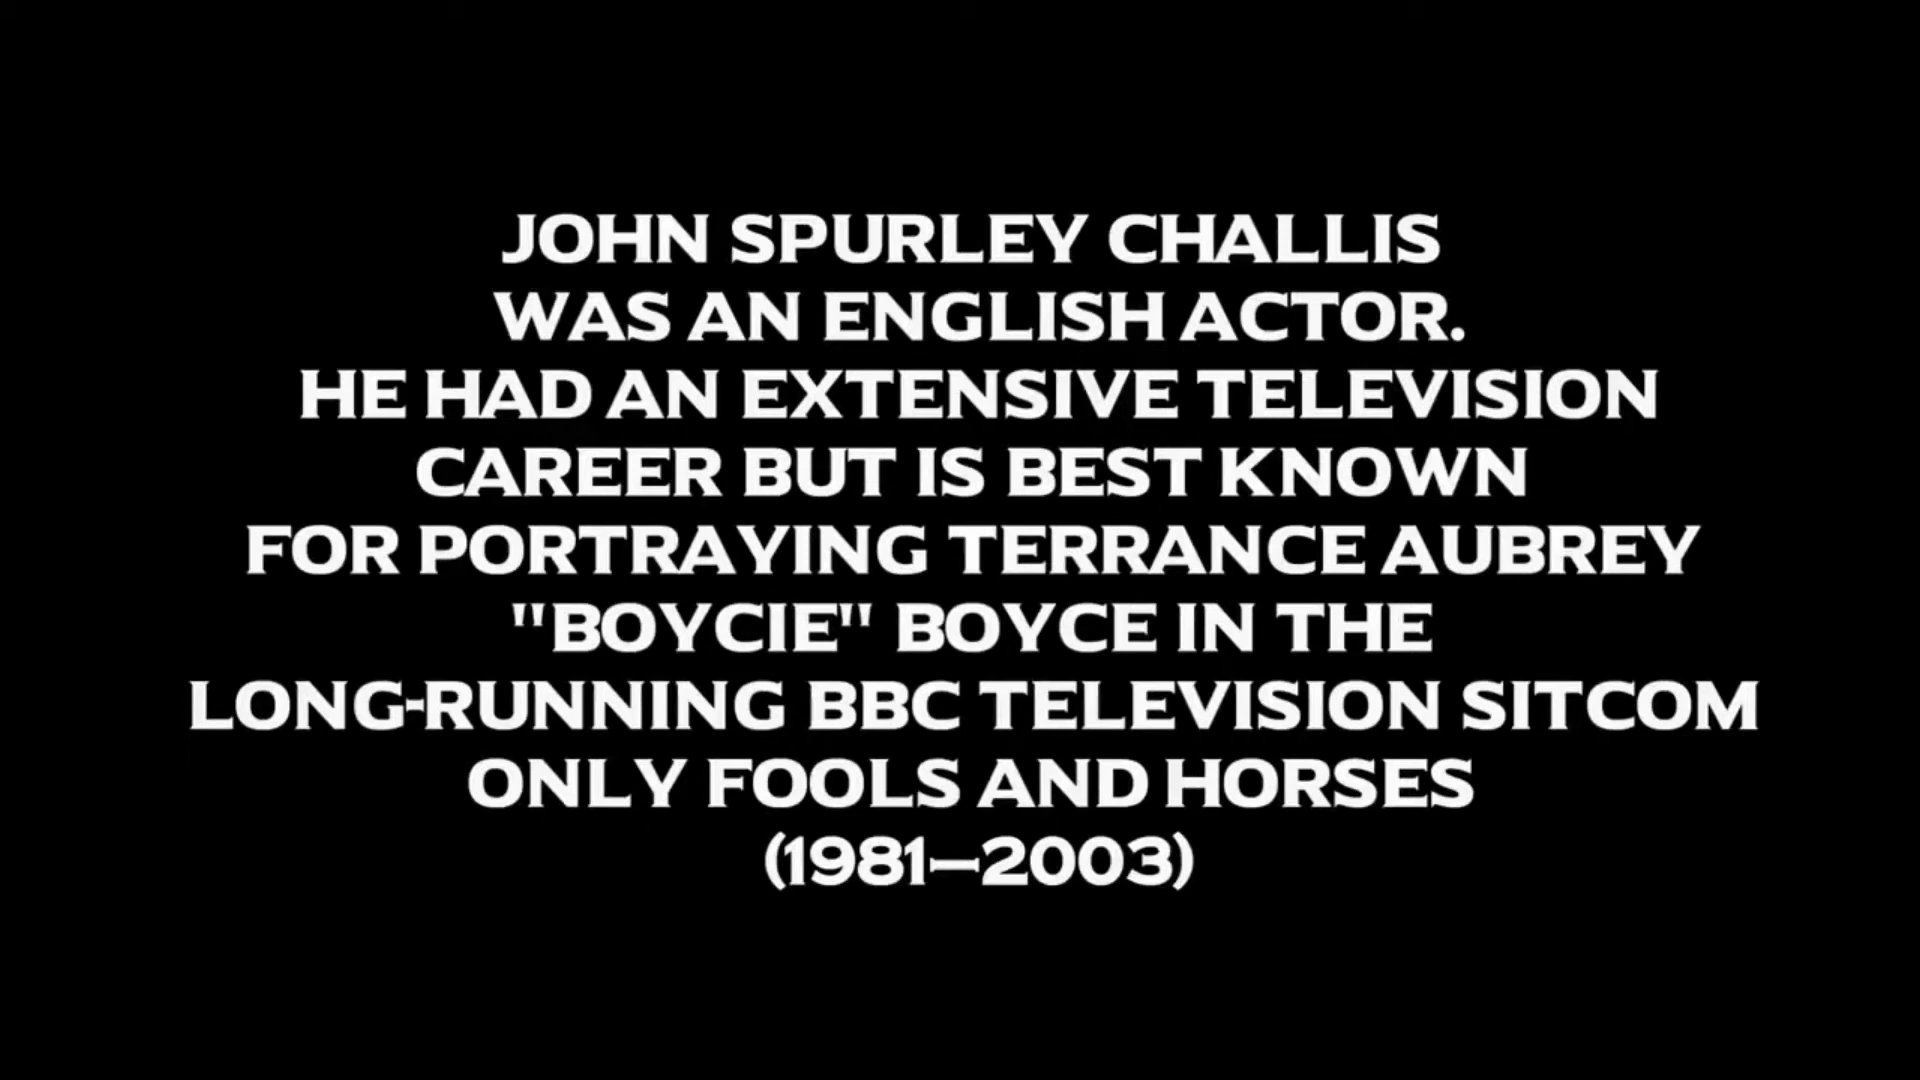 JOHN SPURLEY CHALLIS
WAS AN ENGLISH ACTOR.
HE HAD AN EXTENSIVE TELEVISION
CAREER BUT IS BEST KNOWN
FOR PORTRAYING TERRANCE AUBREY
"BOYCIE" BOYCE IN THE
LONG-RUNNING BBC TELEVISION SITCOM
ONLY FOOLS AND HORSES
(1981—2003)